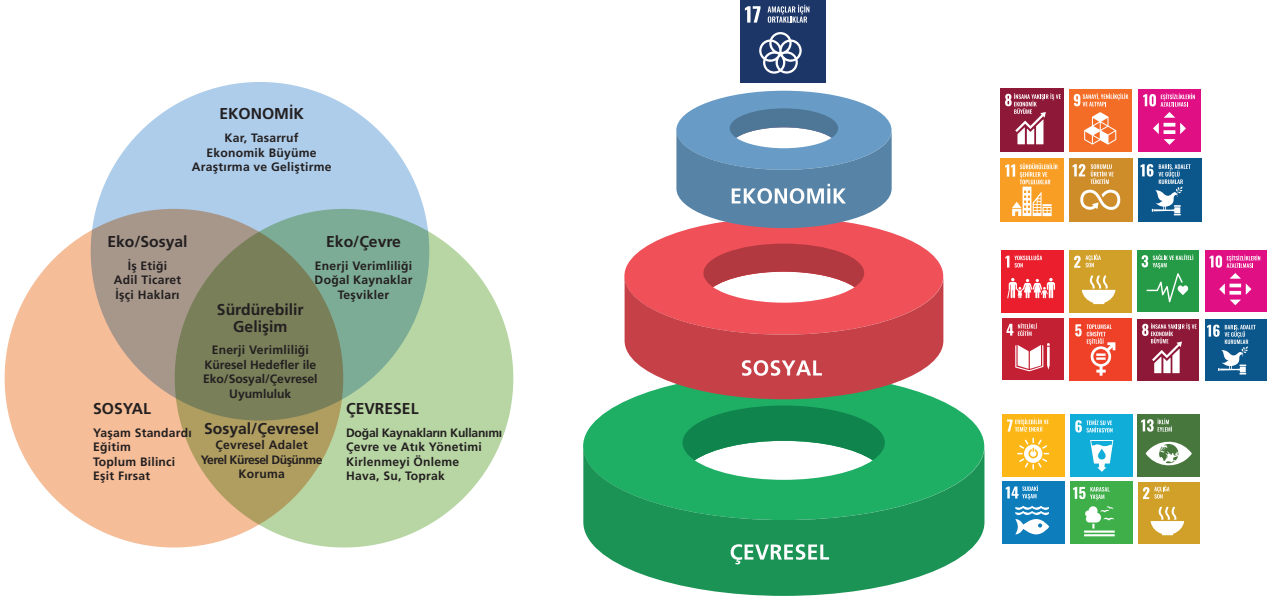 EKONOMİK
Kar, Tasarruf
Ekonomik Büyüme
Araştırma ve Geliştirme
Eko/Sosyal
İş Etiği
Adil Ticaret
İşçi Hakları
Eko/Çevre
Enerji Verimliliği
Doğal Kaynaklar
Teşvikler
Sürdürebilir
Gelişim
Enerji Verimliliği
Küresel Hedefler ile
Eko/Sosyal/Çevresel
Uyumluluk
SOSYAL
Yaşam Standardı
Eğitim
Toplum Bilinci
Eşit Fırsat
Sosyal/Çevresel
Çevresel Adalet
Yerel Küresel Düşünme
Koruma
ÇEVRESEL
Doğal Kaynakların Kullanımı
Çevre ve Atık Yönetimi
Kirlenmeyi Önleme
Hava, Su, Toprak
17 AMAÇLAR İÇİN
ORTAKLIKLAR
EKONOMİK
SOSYAL
ÇEVRESEL
8 İNSANA YAKIŞIR İŞ VE
EKONOMİK
BÜYÜME
9 SANAYİ, YENİLİKÇİLİK
VE ALTYAPI
10 EŞİTSİZLİKLERİN
AZALTILMASI
11 SÜRDÜRÜLEBİLİR
ŞEHİRLER VE
TOPLULUKLAR
12 SORUMLU
ÜRETİM VE
TÜKETİM
16 BARIŞ, ADALET
VE GÜÇLÜ
KURUMLAR
1 YOKSULLUĞA
SON
2 AÇLIĞA
SON
3 SAĞLIK VE KALİTELİ
YAŞAM
10 EŞİTSİZLİKLERİN
AZALTILMASI
4 NİTELİKLİ
EĞİTİM
5 TOPLUMSAL
CİNSİYET
EŞİTLİĞİ
8 İNSANA YAKIŞIR İŞ VE
EKONOMİK
BÜYÜME
16 BARIŞ, ADALET
VE GÜÇLÜ
KURUMLAR
7 ERİŞİLEBİLİR VE
TEMİZ ENERJİ
6 TEMİZ SU VE
SANİTASYON
13 İKLİM
EYLEMİ
14 SUDAKİ
YAŞAM
15 KARASAL
YAŞAM
2 AÇLIĞA
SON